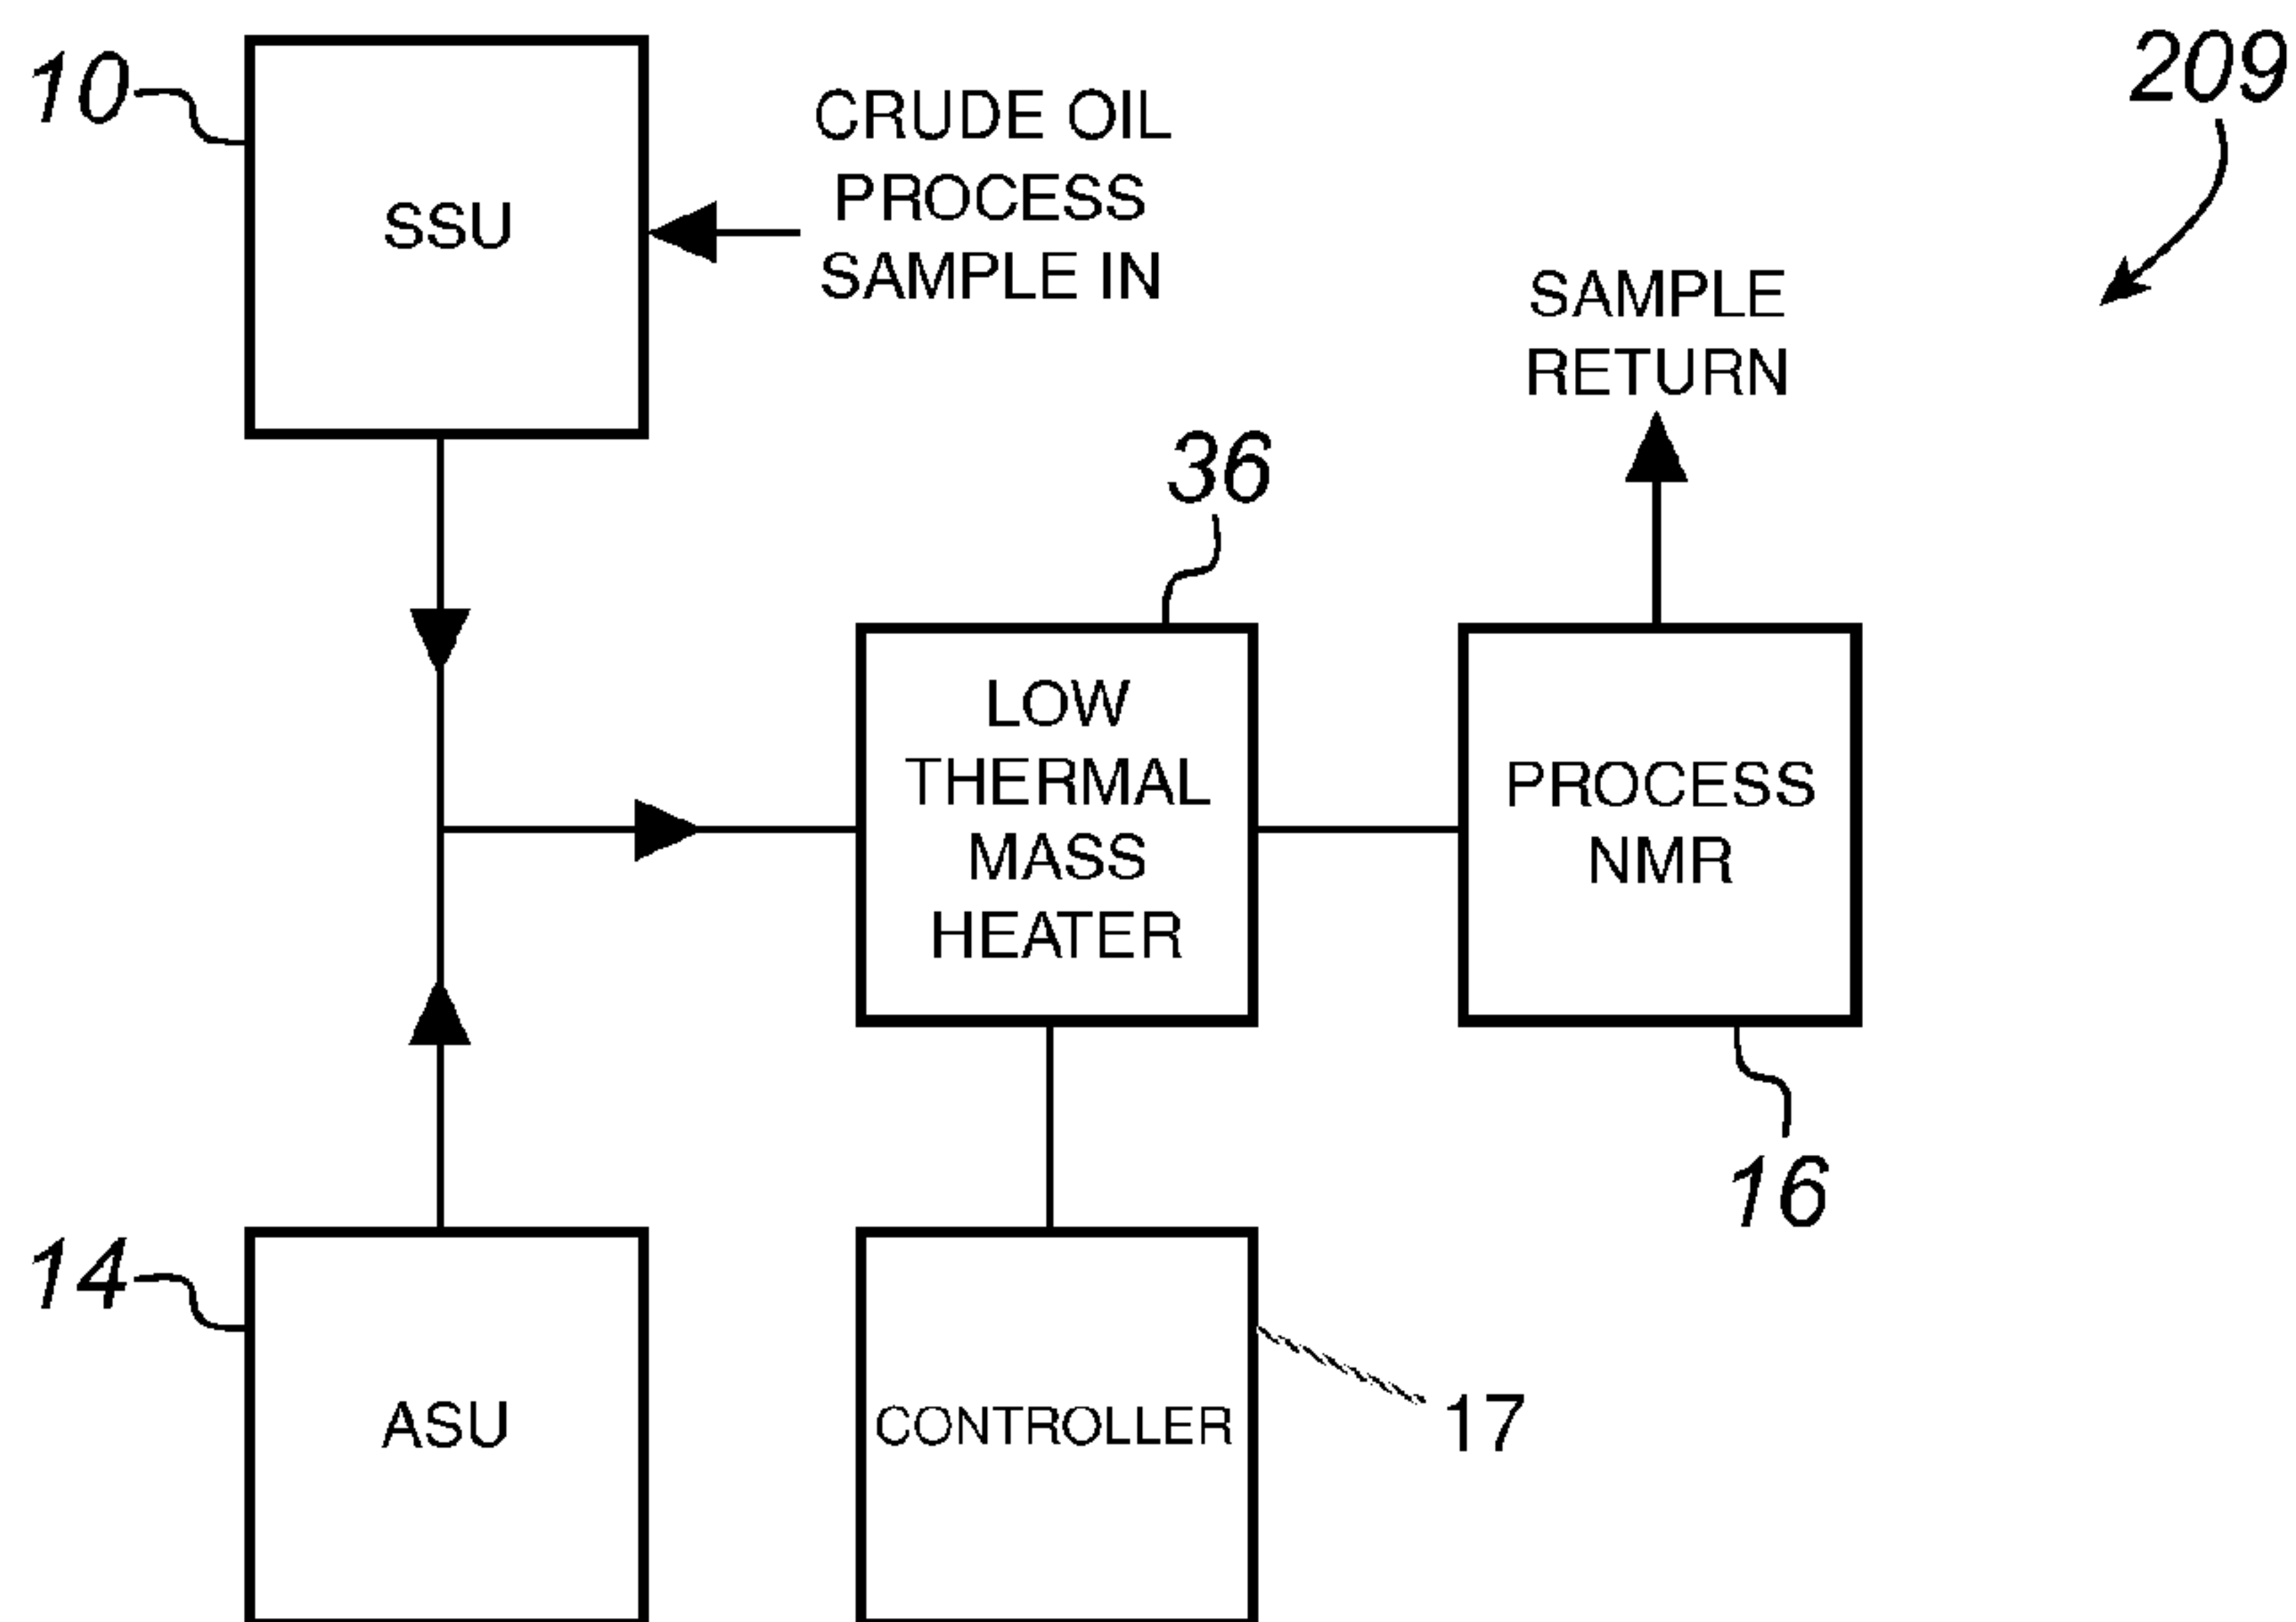 10
SSU
CRUDE OIL
PROCESS
SAMPLE IN
209
SAMPLE
RETURN
36
LOW
THERMAL
MASS
HEATER
PROCESS
NMR
16
14
ASU
CONTROLLER
17